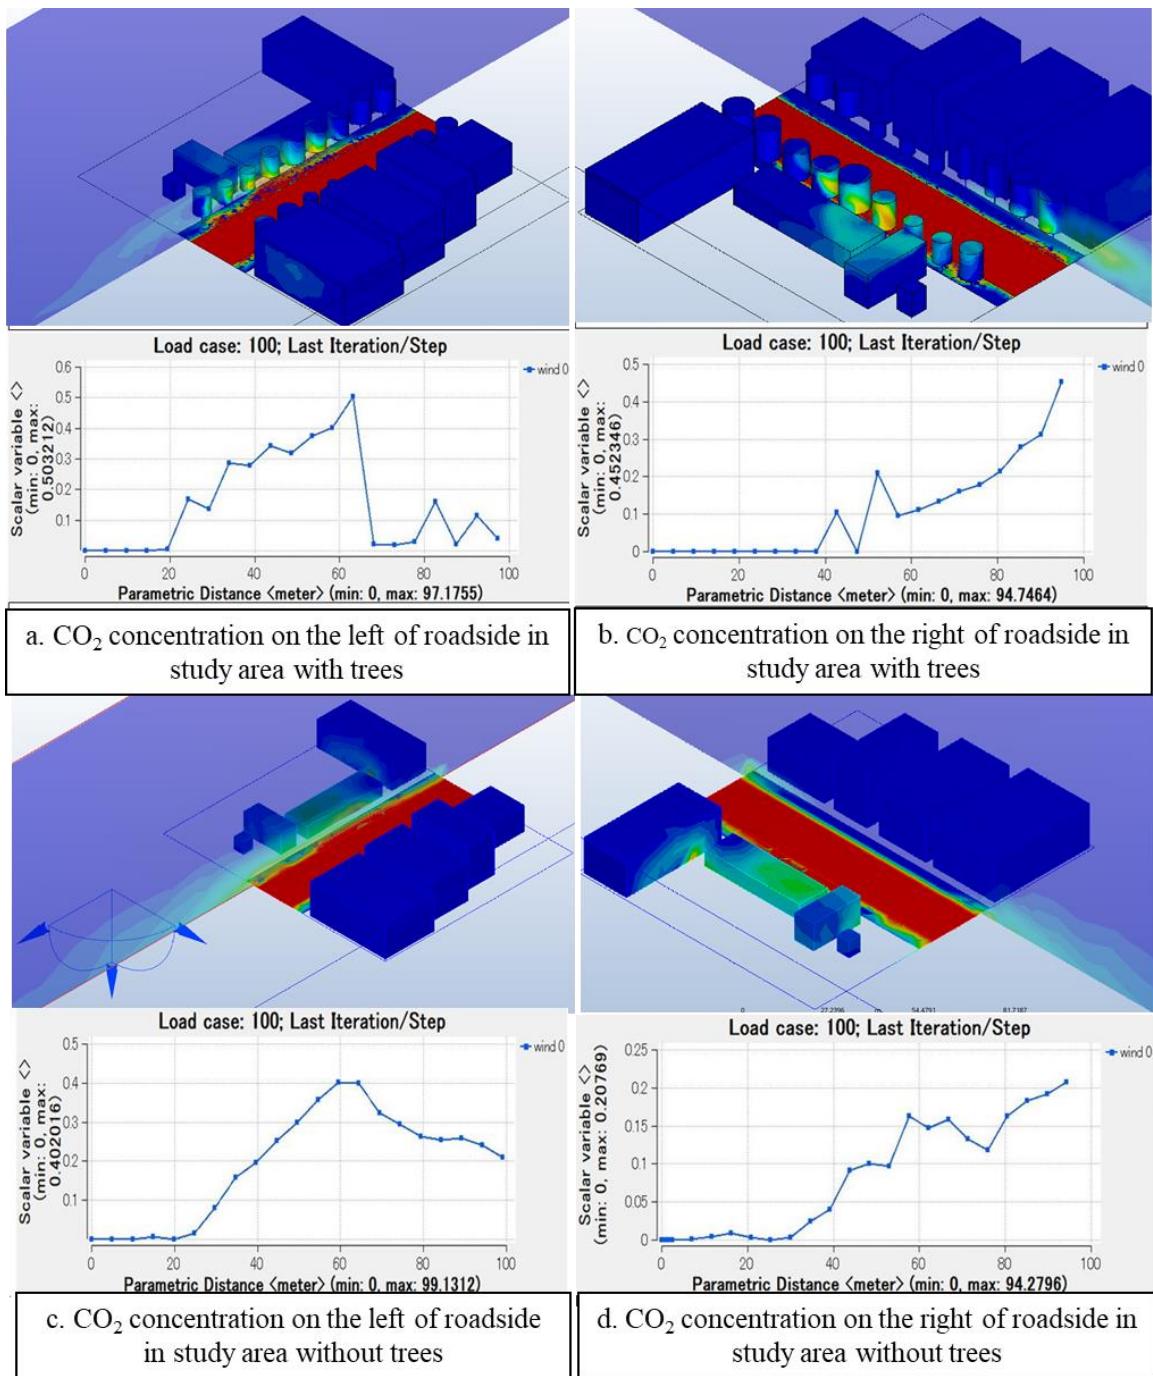 Load case: 100; Last Iteration/Step
wind 0
Scalar variable <>
(min: 0, max:
0.503212)
0.6
0.5
0.4
0.3
0.2
0.1
0 20 40 60 80 100
Parametric Distance <meter> (min: 0, max: 97.1755)
a. CO₂ concentration on the left of roadside in
study area with trees
Load case: 100; Last Iteration/Step
wind 0
Scalar variable <>
(min: 0, max:
0.452346)
0.5
0.4
0.3
0.2
0.1
0
0 20 40 60 80 100
Parametric Distance <meter> (min: 0, max: 94.7464)
b. CO₂ concentration on the right of roadside in
study area with trees
Load case: 100; Last Iteration/Step
wind 0
Scalar variable <>
(min: 0, max:
0.402016)
0.5
0.4
0.3
0.2
0.1
0 20 40 60 80 100
Parametric Distance <meter> (min: 0, max: 99.1312)
c. CO₂ concentration on the left of roadside
in study area without trees
0 27.2396 54.4791 81.7187
Load case: 100; Last Iteration/Step
wind 0
Scalar variable <>
(min: 0, max: 0.20769)
0.25
0.2
0.15
0.1
0.05
0
0 20 40 60 80 100
Parametric Distance <meter> (min: 0, max: 94.2796)
d. CO₂ concentration on the right of roadside in
study area without trees